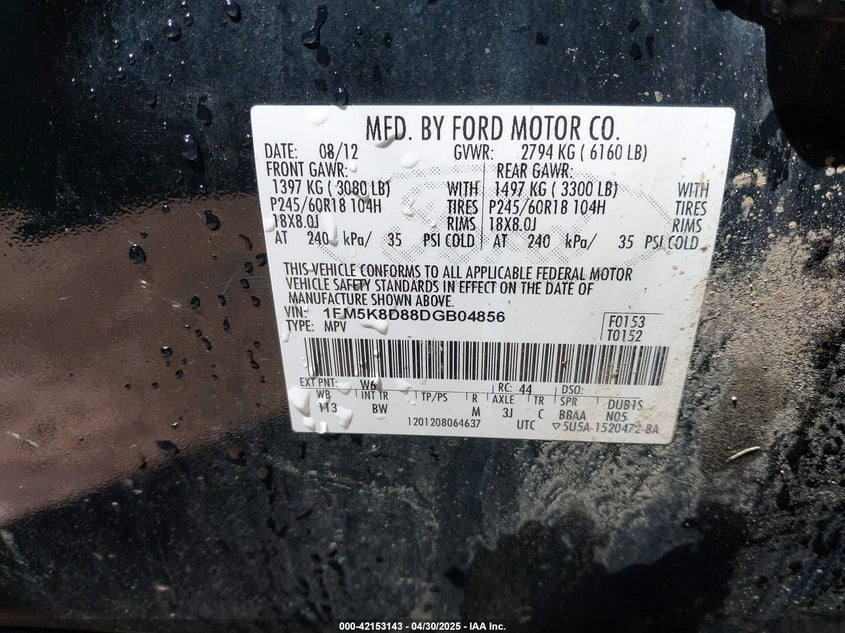 MFD. BY FORD MOTOR CO.
DATE: 08/12 GVWR: 2794 KG ( 6160 LB)
FRONT GAWR: REAR GAWR:
1397 KG ( 3080 LB) WITH 1497 KG ( 3300 LB) WITH
P245/60R18 104H TIRES P245/60R18 104H TIRES
18X8.0J RIMS 18X8.0J RIMS
AT 240 kPa/ 35 PSI COLD AT 240 kPa/ 35 PSI COLD
THIS VEHICLE CONFORMS TO ALL APPLICABLE FEDERAL MOTOR
VEHICLE SAFETY STANDARDS IN EFFECT ON THE DATE OF
MANUFACTURE SHOWN ABOVE.
VIN: 1FM5K8D88DGB04856
TYPE: MPV
F0153
T0152
EXT PNT: W6 RC: 44 DSO:
WB INT TR TP/PS R AXLE TR SPR DUBTS
113 BW M 3J C BBAA N05
1201208064637 UTC ▽5U5A-1520472-BA
000-42153143 - 04/30/2025 - IAA Inc.